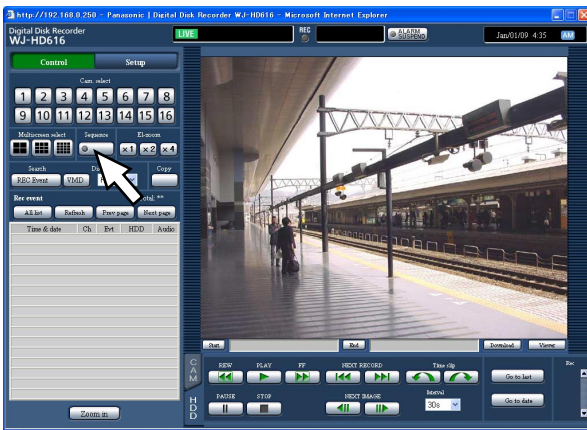 http://192.168.0.250 - Panasonic | Digital Disk Recorder WJ-HD616 - Microsoft Internet Explorer
Digital Disk Recorder
WJ-HD616
LIVE
REC
ALARM
SUSPEND
Jan/01/09 4:35 AM
Control Setup
Cam. select
1 2 3 4 5 6 7 8
9 10 11 12 13 14 15 16
Multiscreen select Sequence El-zoom
x1 x2 x4
Search Copy
REC Event VMD
Rec event Total: **
All list Refresh Prev page Next page
Time & date Ch Evt HDD Audio
Zoom in
Start End Download Viewer
CAM
HDD
REW PLAY FF NEXT RECORD Time slip
Go to last
Rec
PAUSE STOP NEXT IMAGE Interval
30s
Go to date